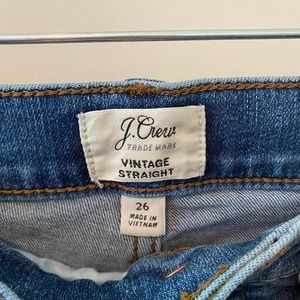 J.Crew
TRADE MARK
VINTAGE
STRAIGHT
26
MADE IN
VIETNAM